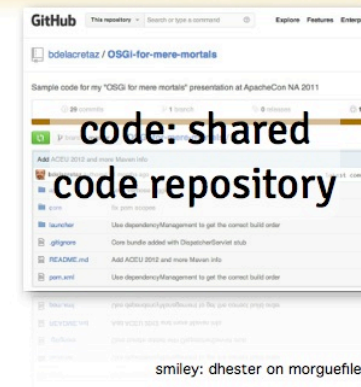 GitHub This repository Search or type a command Explore Features Enterp
bdelacretaz / OSGi-for-mere-mortals
Sample code for my "OSGi for mere mortals" presentation at ApacheCon NA 2011
code: shared
Add ACEU 2012 and more Maven info
code repository
launcher Use dependencyManagement to get the correct build order
.gitignore Core bundle added with DispatcherServlet stub
README.md Add ACEU 2012 and more Maven info
pom.xml Use dependencyManagement to get the correct build order
smiley: dhester on morguefile